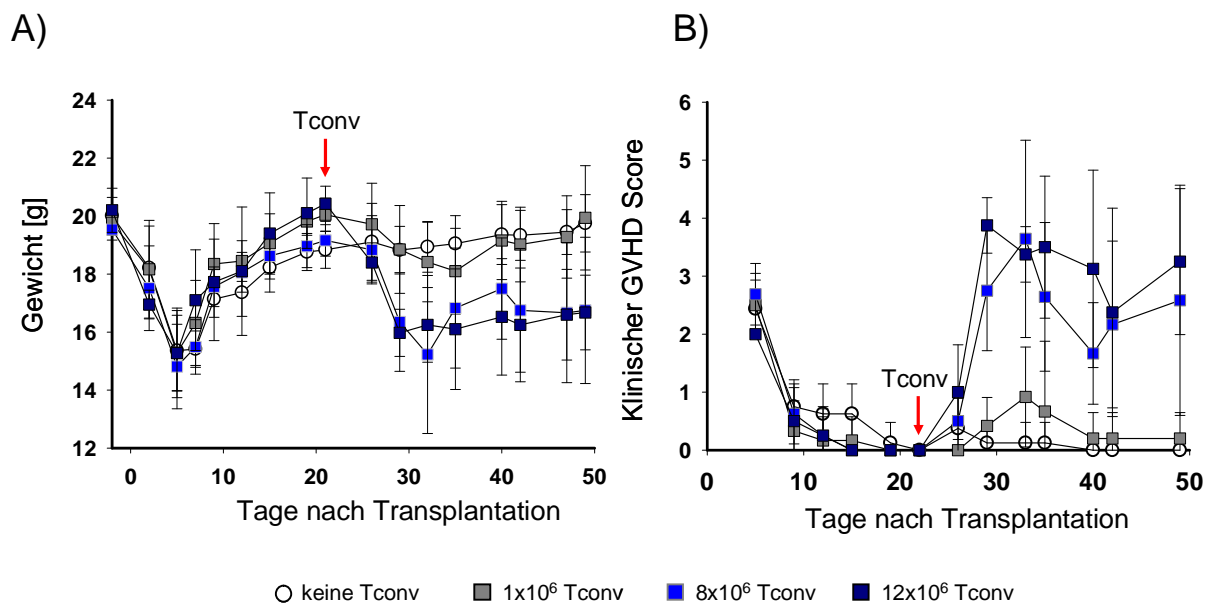 A)
B)
24
22
20
18
16
14
12
Gewicht [g]
Tconv
0
10
20
30
40
50
Tage nach Transplantation
6
5
4
3
2
1
0
Klinischer GVHD Score
Tconv
0
10
20
30
40
50
Tage nach Transplantation
keine Tconv 1x10⁶ Tconv 8x10⁶ Tconv 12x10⁶ Tconv